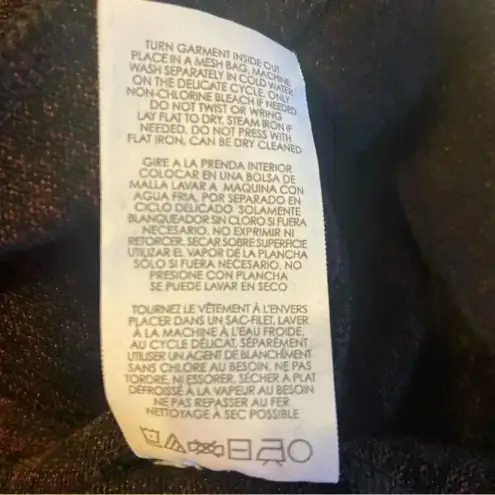 TURN GARMENT INSIDE OUT
PLACE IN A MESH BAG, MACHINE
WASH SEPARATELY IN COLD WATER
ON THE DELICATE CYCLE, ONLY
NON-CHLORINE BLEACH IF NEEDED
DO NOT TWIST OR WRING
LAY FLAT TO DRY, STEAM IRON IF
NEEDED, DO NOT PRESS WITH
FLAT IRON, CAN BE DRY CLEANED
GIRE A LA PRENDA INTERIOR
COLOCAR EN UNA BOLSA DE
MALLA LAVAR A MAQUINA CON
AGUA FRIA, POR SEPARADO EN
CICLO DELICADO SOLAMENTE
BLANQUEADOR SIN CLORO SI FUERA
NECESARIO, NO EXPRIMIR NI
RETORCER, SECAR SOBRE SUPERFICIE
UTILIZAR EL VAPOR DE LA PLANCHA
SOLO SI FUERA NECESARIO, NO
PRESIONE CON PLANCHA
SE PUEDE LAVAR EN SECO
TOURNEZ LE VÊTEMENT À L'ENVERS
PLACER DANS UN SAC-FILET, LAVER
À LA MACHINE À L'EAU FROIDE,
AU CYCLE DÉLICAT, SÉPARÉMENT
UTILISER UN AGENT DE BLANCHIMENT
SANS CHLORE AU BESOIN, NE PAS
TORDRE, NI ESSORER, SÉCHER À PLAT
DÉFROISSÉ À LA VAPEUR AU BESOIN
NE PAS REPASSER AU FER
NETTOYAGE À SEC POSSIBLE